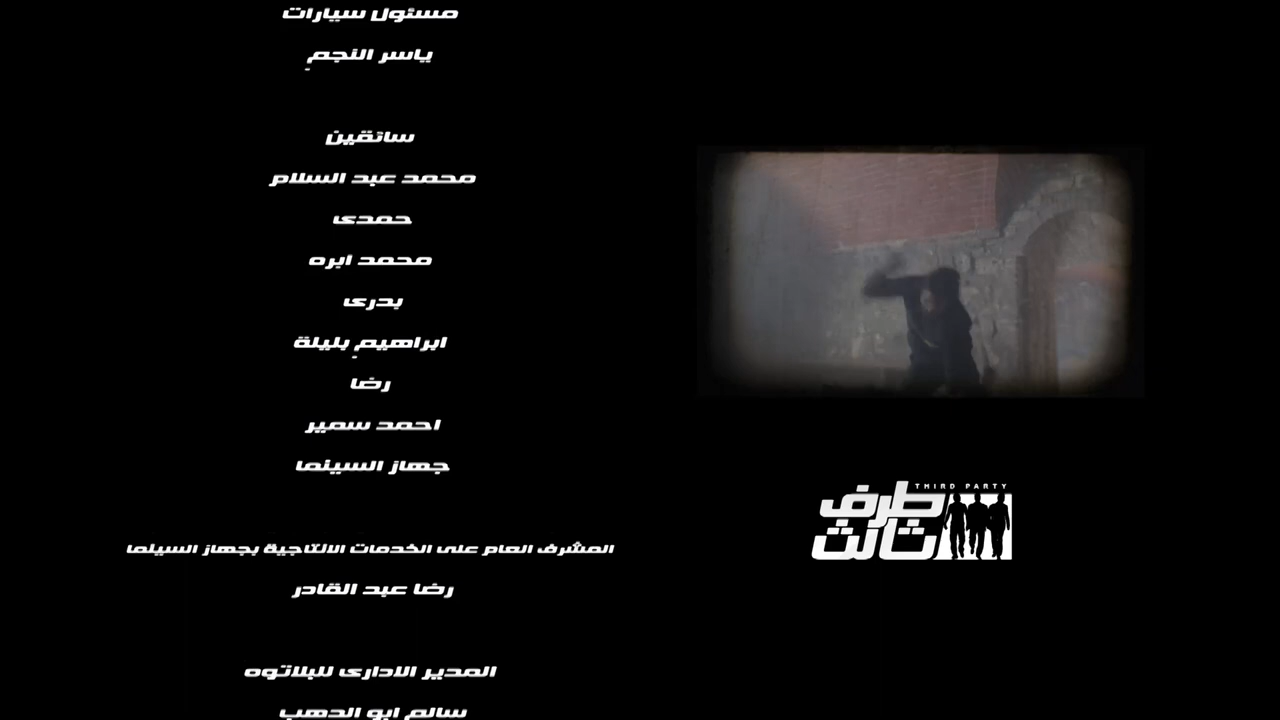 مسئول سيارات
ياسر النجم
سائقين
محمد عبد السلام
حمدى
محمد ابره
بدرى
ابراهيم بليلة
رضا
احمد سمير
جهاز السينما
المشرف العام على الخدمات الانتاجية بجهاز السينما
رضا عبد القادر
المدير الادارى للبلاتوه
سالم ابو الدهب
THIRD PARTY
طرف
ثالث